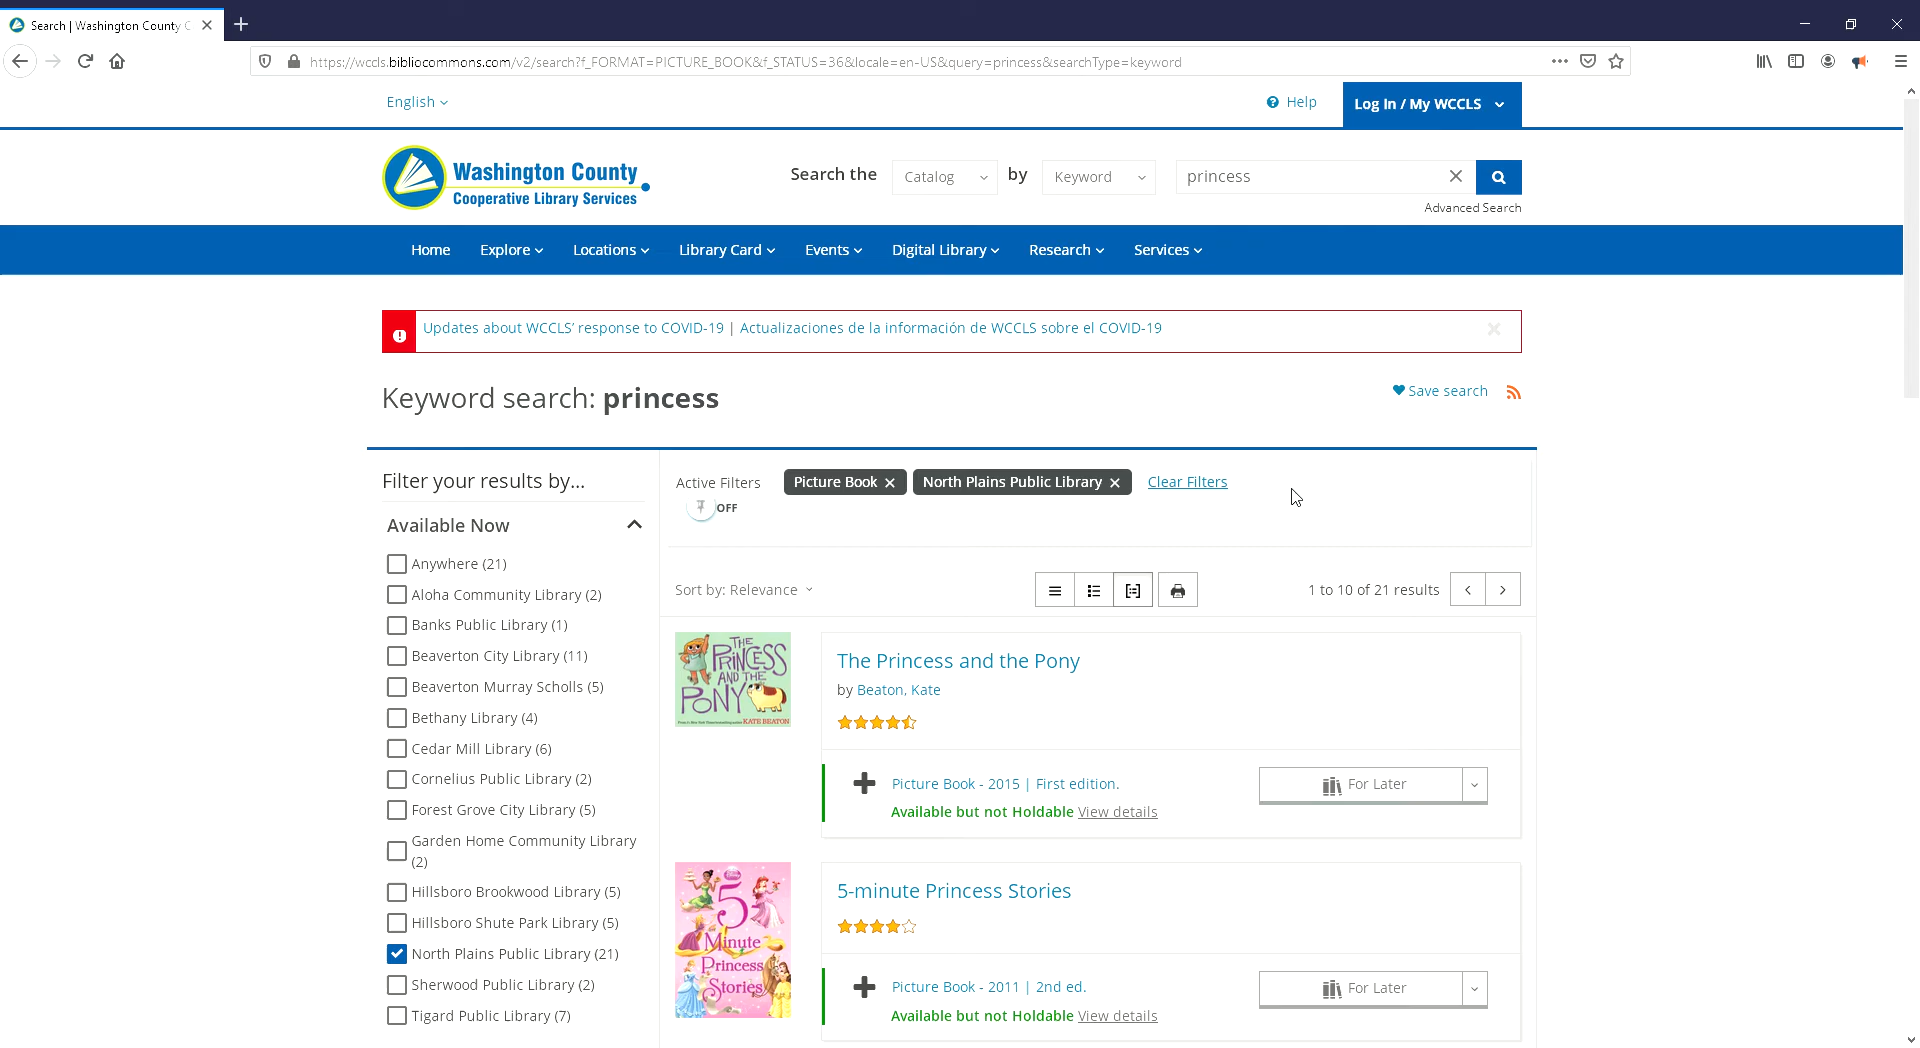 Search | Washington County C
https://wccls.bibliocommons.com/v2/search?f_FORMAT=PICTURE_BOOK&f_STATUS=36&locale=en-US&query=princess&searchType=keyword
English
Help
Log In / My WCCLS
Washington County
Cooperative Library Services
Search the
Catalog
by
Keyword
princess
Advanced Search
Home
Explore
Locations
Library Card
Events
Digital Library
Research
Services
Updates about WCCLS’ response to COVID-19 | Actualizaciones de la información de WCCLS sobre el COVID-19
Keyword search: princess
Save search
Filter your results by...
Available Now
Anywhere (21)
Aloha Community Library (2)
Banks Public Library (1)
Beaverton City Library (11)
Beaverton Murray Scholls (5)
Bethany Library (4)
Cedar Mill Library (6)
Cornelius Public Library (2)
Forest Grove City Library (5)
Garden Home Community Library
(2)
Hillsboro Brookwood Library (5)
Hillsboro Shute Park Library (5)
North Plains Public Library (21)
Sherwood Public Library (2)
Tigard Public Library (7)
Active Filters
Picture Book
North Plains Public Library
Clear Filters
OFF
Sort by: Relevance
1 to 10 of 21 results
THE
PRINCESS
AND THE
PONY
KATE BEATON
The Princess and the Pony
by Beaton, Kate
Picture Book - 2015 | First edition.
Available but not Holdable View details
For Later
5
Minute
Princess
Stories
5-minute Princess Stories
Picture Book - 2011 | 2nd ed.
Available but not Holdable View details
For Later